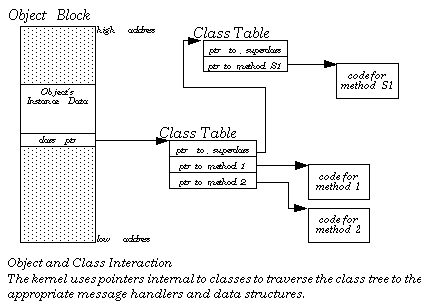 Object Block
high address
Class Table
ptr to . superclass
ptr to method S1
code for
method S1
Object's
Instance Data
class ptr
Class Table
ptr to . superclass
ptr to method 1
ptr to method 2
code for
method 1
code for
method 2
low address
Object and Class Interaction
The kernel uses pointers internal to classes to traverse the class tree to the
appropriate message handlers and data structures.